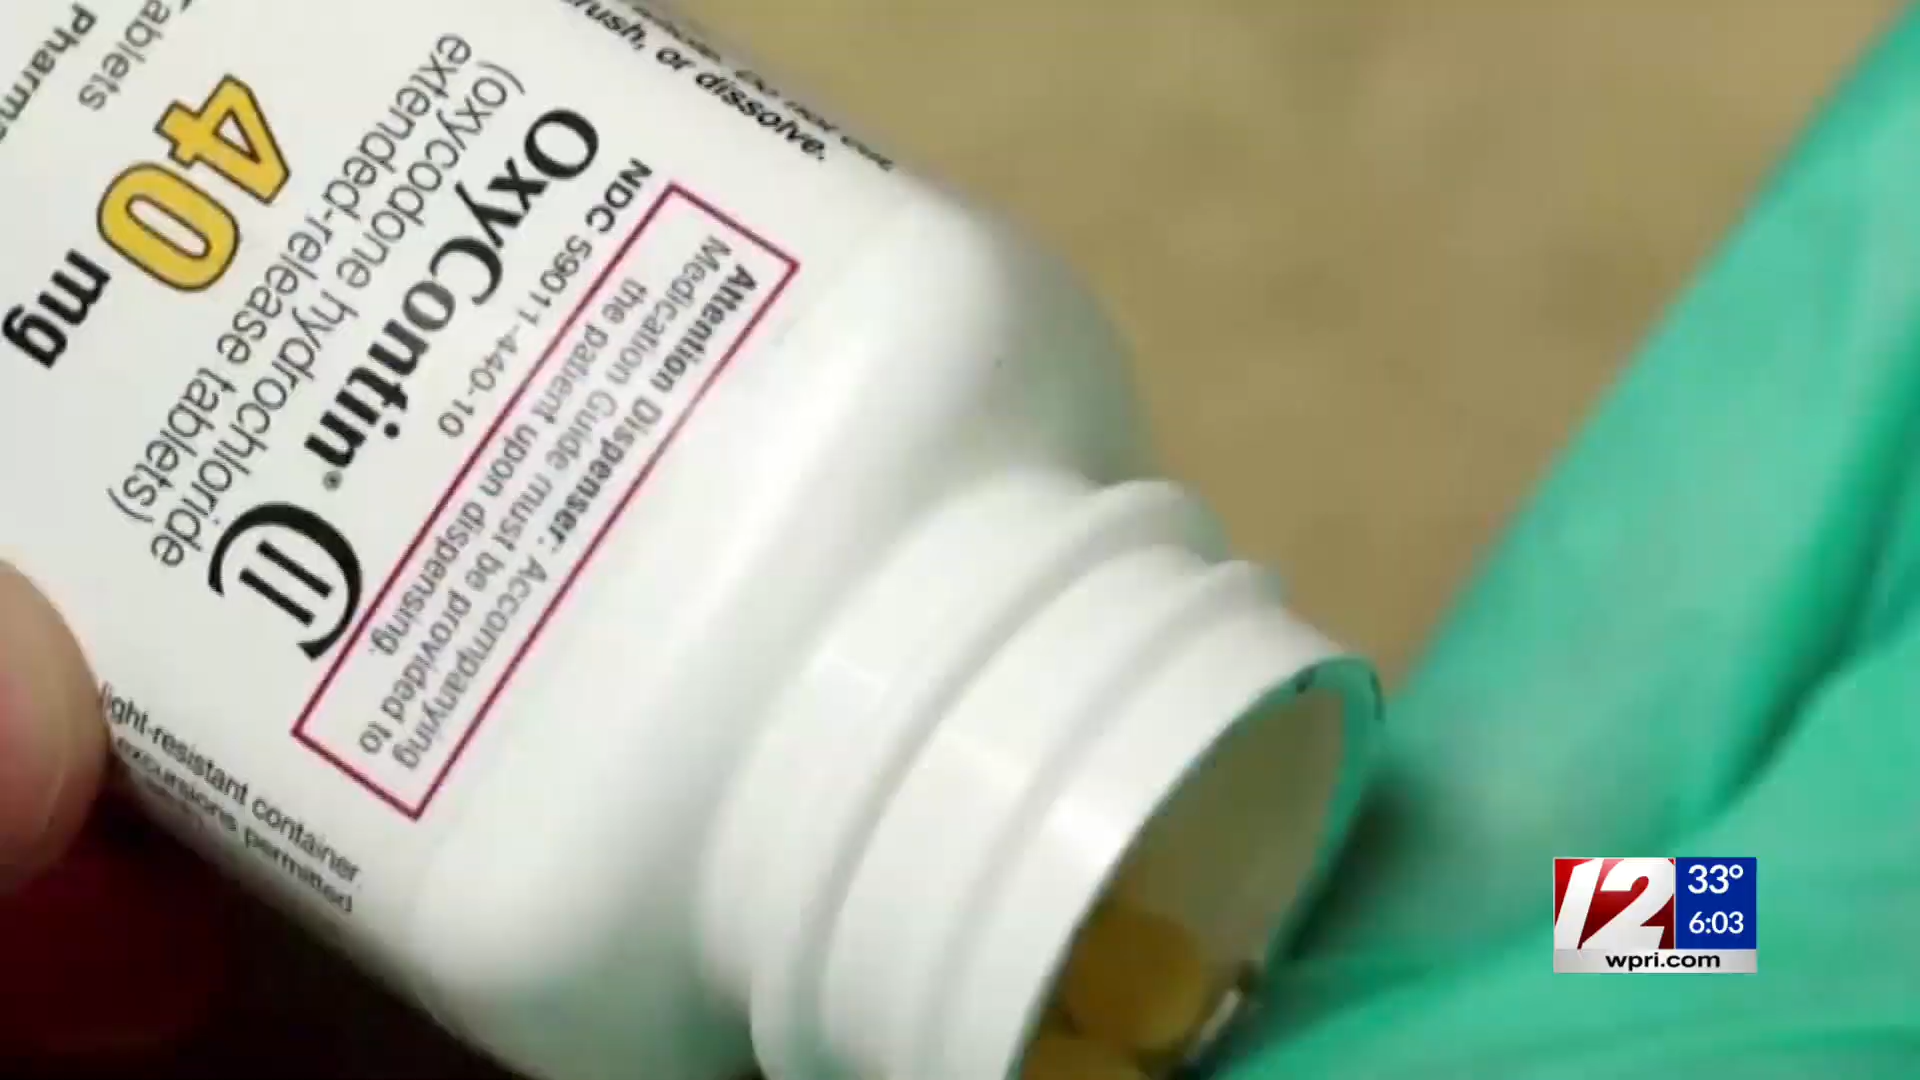 crush, or dissolve.
NDC 59011-440-10
OxyContin® CII
(oxycodone hydrochloride
extended-release tablets)
40 mg
Tablets
Attention Dispenser: Accompanying
Medication Guide must be provided to
the patient upon dispensing.
light-resistant container.
excursions permitted
12
33°
6:03
wpri.com